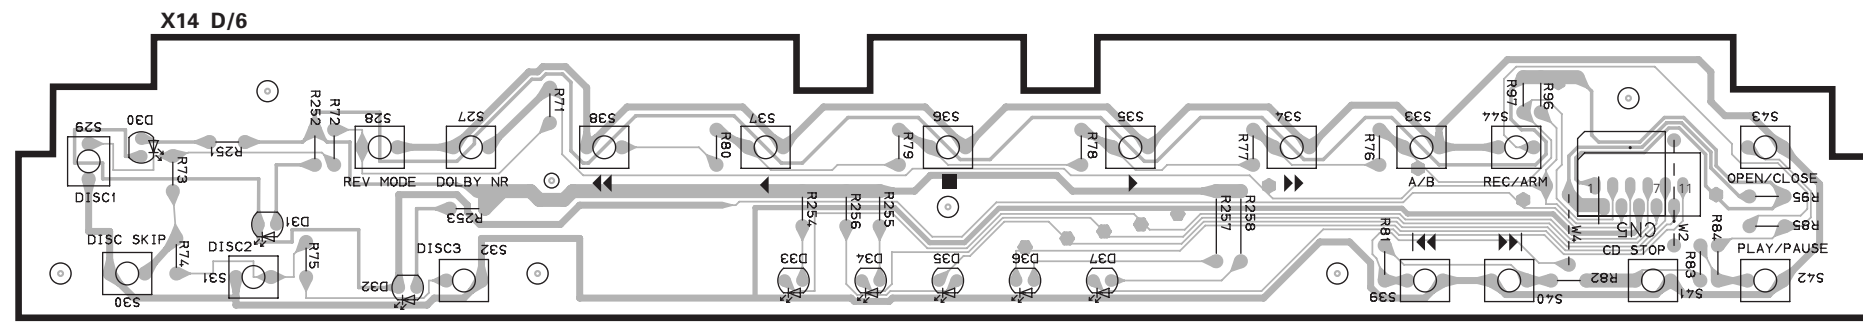 X14 D/6
D30
S29
R252
R72
S28
S27
R71
S38
S37
S36
S35
S34
S33
S44
R97
R96
S43
R251
R73
R80
R79
R78
R77
R76
DISC1
REV MODE
DOLBY NR
A/B
REC/ARM
OPEN/CLOSE
1
7
11
R95
R253
D31
R254
R256
R255
R257
R258
R85
CN5
W4
W2
DISC SKIP
R74
DISC2
R75
DISC3
S32
R81
CD STOP
R84
PLAY/PAUSE
S31
D32
D33
D34
D35
D36
D37
R82
R83
S42
S30
S39
S40
S41